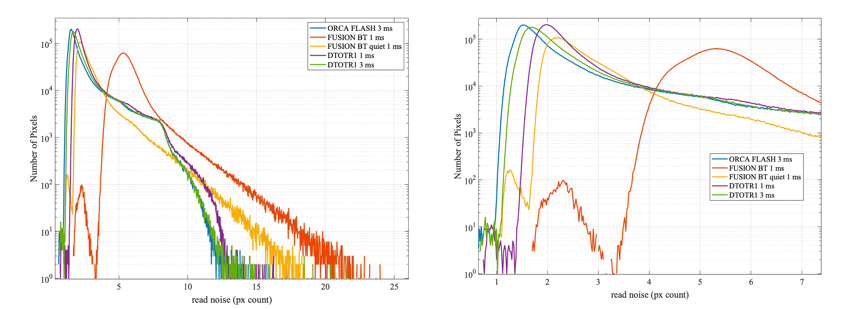 Number of Pixels
10^5
10^4
10^3
10^2
10^1
10^0
5
10
15
20
25
read noise (px count)
ORCA FLASH 3 ms
FUSION BT 1 ms
FUSION BT quiet 1 ms
DTOTR1 1 ms
DTOTR1 3 ms
Number of Pixels
10^5
10^4
10^3
10^2
10^1
10^0
1
2
3
4
5
6
7
read noise (px count)
ORCA FLASH 3 ms
FUSION BT 1 ms
FUSION BT quiet 1 ms
DTOTR1 1 ms
DTOTR1 3 ms